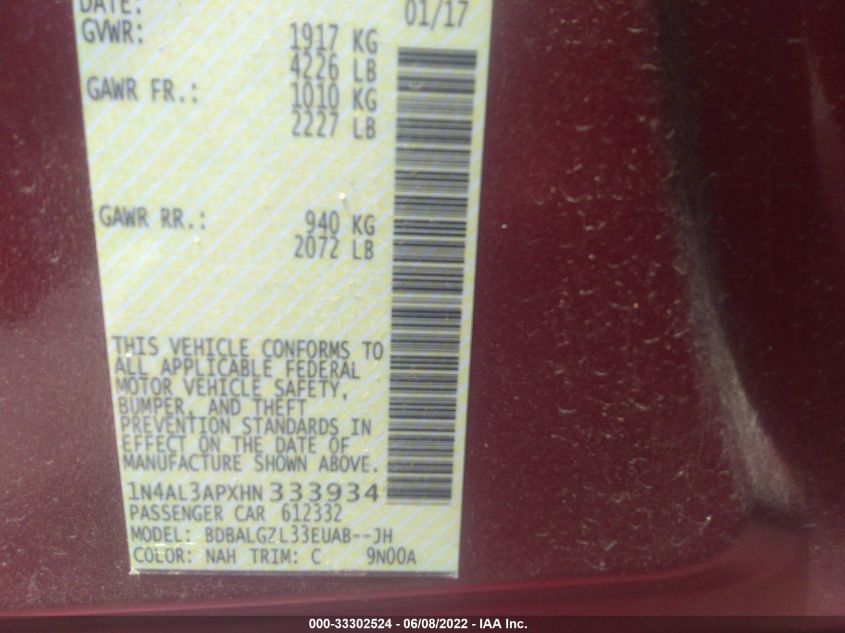 DATE: 01/17
GVWR: 1917 KG
4226 LB
GAWR FR.: 1010 KG
2227 LB
GAWR RR.: 940 KG
2072 LB
THIS VEHICLE CONFORMS TO
ALL APPLICABLE FEDERAL
MOTOR VEHICLE SAFETY,
BUMPER, AND THEFT
PREVENTION STANDARDS IN
EFFECT ON THE DATE OF
MANUFACTURE SHOWN ABOVE.
1N4AL3APXHN333934
PASSENGER CAR 612332
MODEL: BDBALGZL33EUAB--JH
COLOR: NAH TRIM: C 9N00A
000-33302524 - 06/08/2022 - IAA Inc.